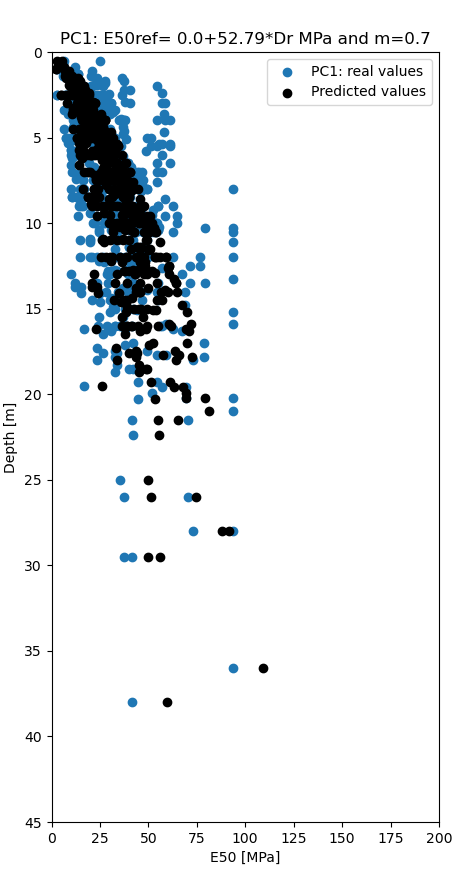 PC1: E50ref= 0.0+52.79*Dr MPa and m=0.7
PC1: real values
Predicted values
0
5
10
15
20
25
30
35
40
45
Depth [m]
0 25 50 75 100 125 150 175 200
E50 [MPa]